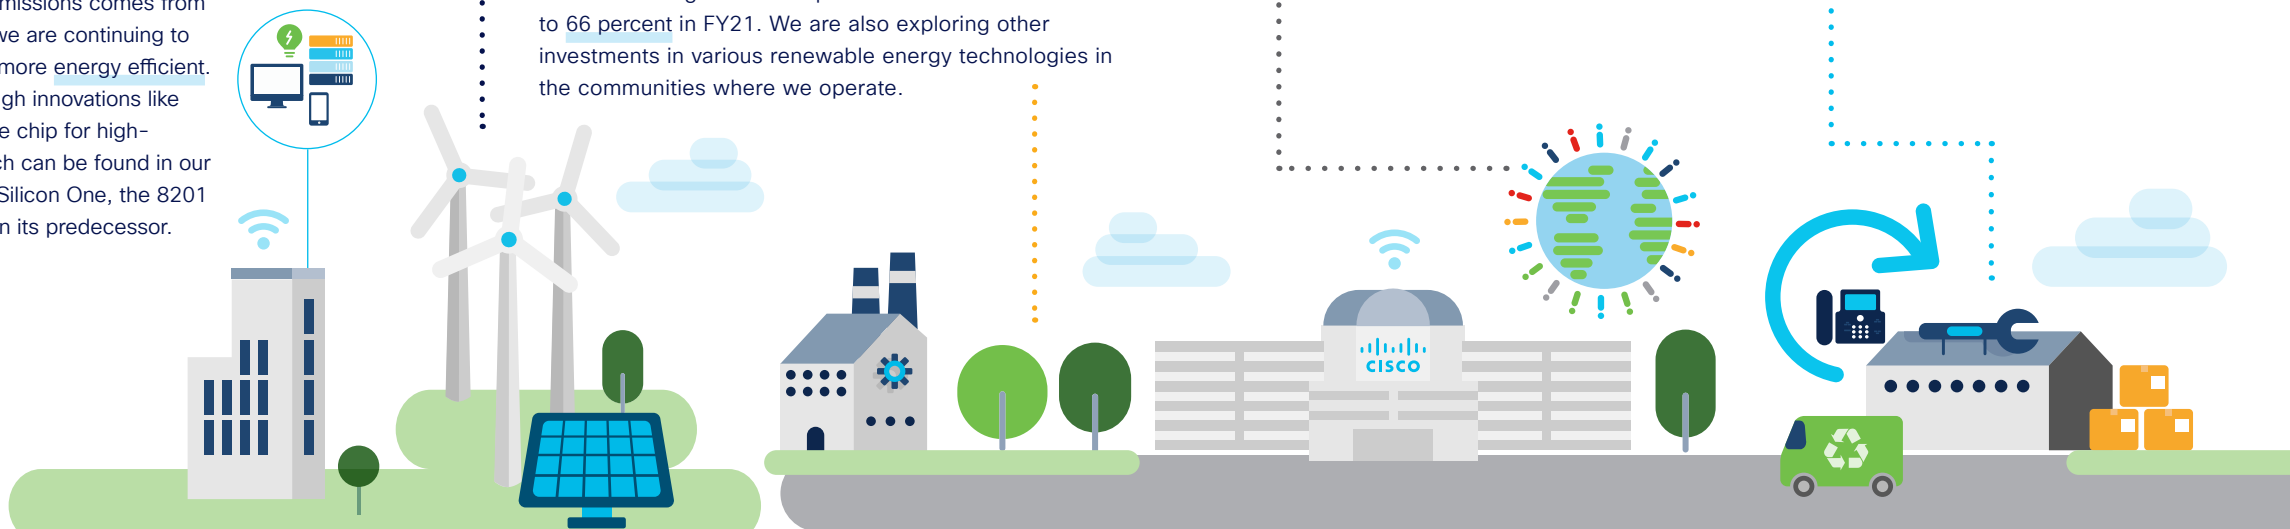 missions comes from
we are continuing to
more energy efficient.
gh innovations like
e chip for high-
ch can be found in our
Silicon One, the 8201
n its predecessor.
to 66 percent in FY21. We are also exploring other
investments in various renewable energy technologies in
the communities where we operate.
CISCO